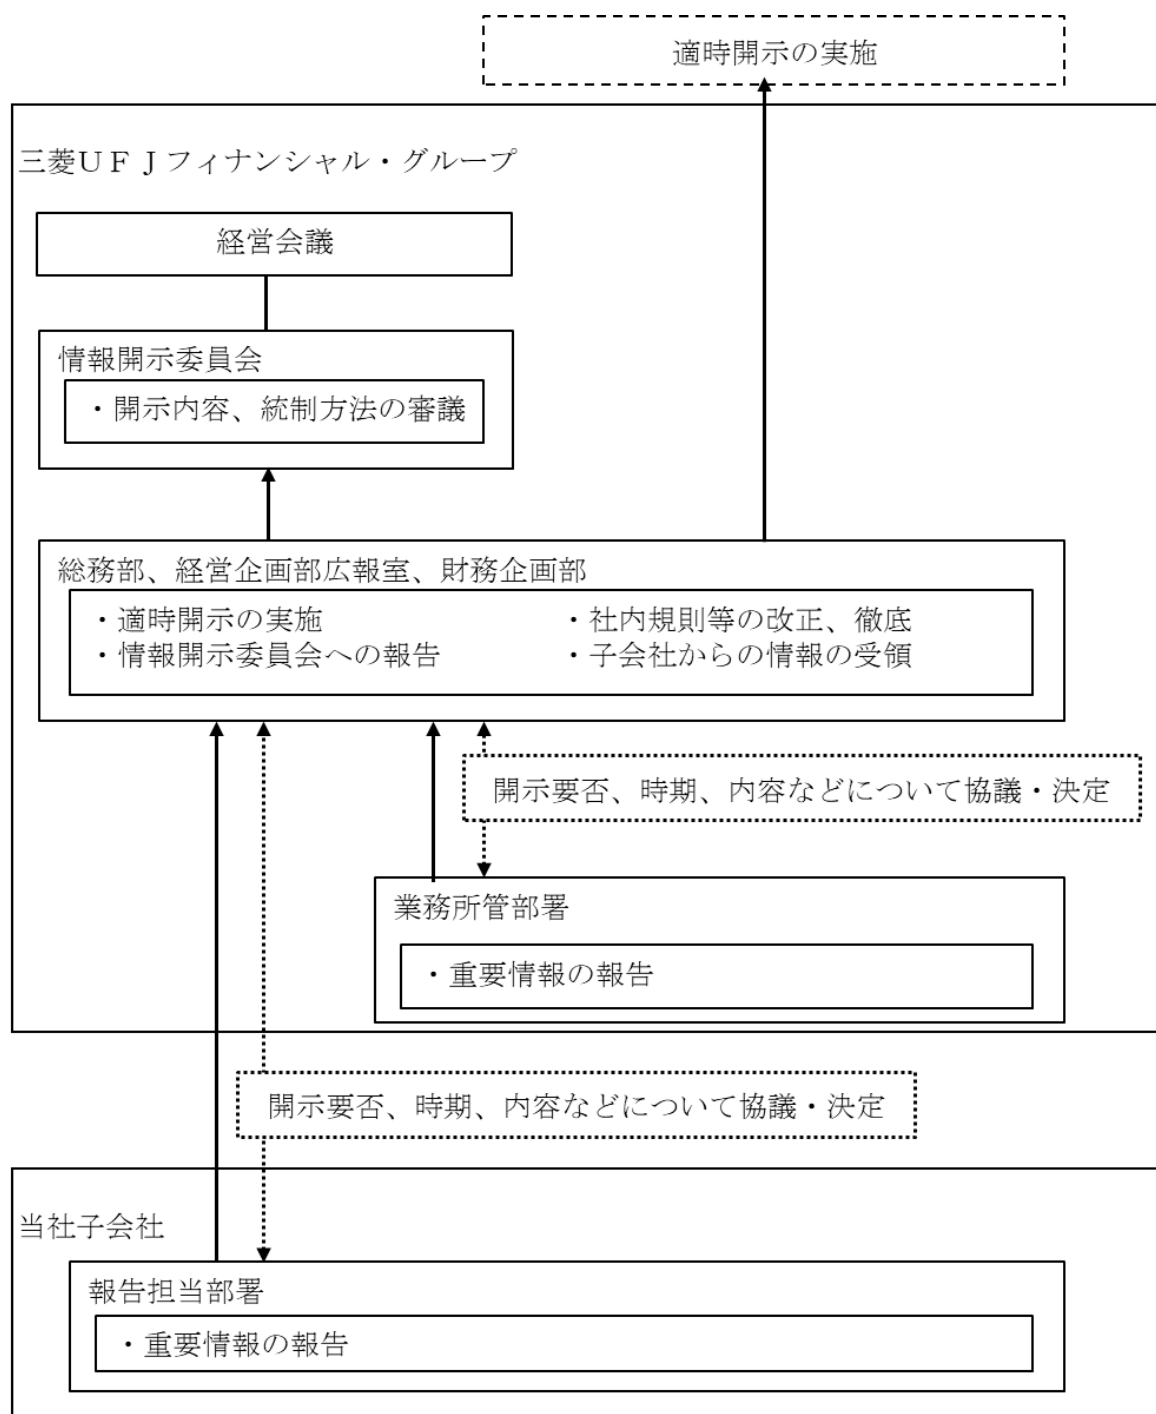 適時開示の実施
三菱ＵＦＪフィナンシャル・グループ
経営会議
情報開示委員会
・開示内容、統制方法の審議
総務部、経営企画部広報室、財務企画部
・適時開示の実施
・情報開示委員会への報告
・社内規則等の改正、徹底
・子会社からの情報の受領
開示要否、時期、内容などについて協議・決定
業務所管部署
・重要情報の報告
開示要否、時期、内容などについて協議・決定
当社子会社
報告担当部署
・重要情報の報告